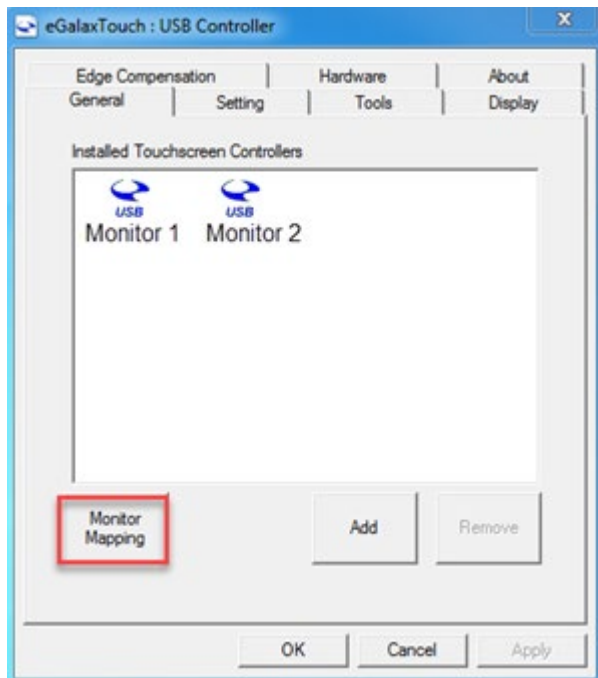 eGalaxTouch : USB Controller
Edge Compensation Hardware About
General Setting Tools Display
Installed Touchscreen Controllers
USB USB
Monitor 1 Monitor 2
Monitor
Mapping
Add
Remove
OK Cancel Apply